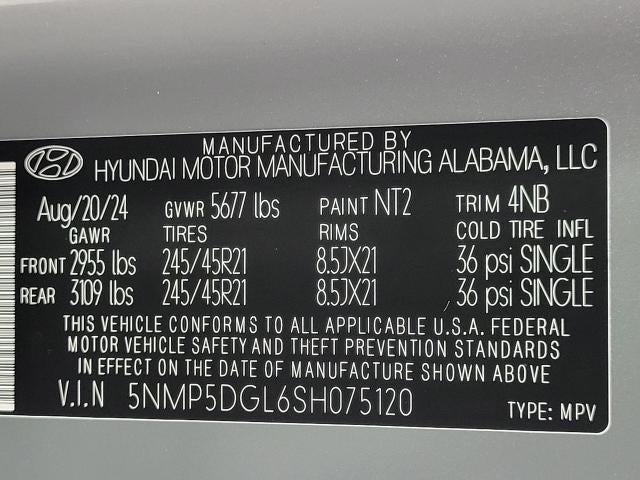 MANUFACTURED BY
HYUNDAI MOTOR MANUFACTURING ALABAMA, LLC
Aug/20/24 GVWR 5677 lbs PAINT NT2 TRIM 4NB
GAWR TIRES RIMS COLD TIRE INFL
FRONT 2955 lbs 245/45R21 8.5JX21 36 psi SINGLE
REAR 3109 lbs 245/45R21 8.5JX21 36 psi SINGLE
THIS VEHICLE CONFORMS TO ALL APPLICABLE U.S.A. FEDERAL
MOTOR VEHICLE SAFETY AND THEFT PREVENTION STANDARDS
IN EFFECT ON THE DATE OF MANUFACTURE SHOWN ABOVE
V.I.N 5NMP5DGL6SH075120 TYPE: MPV